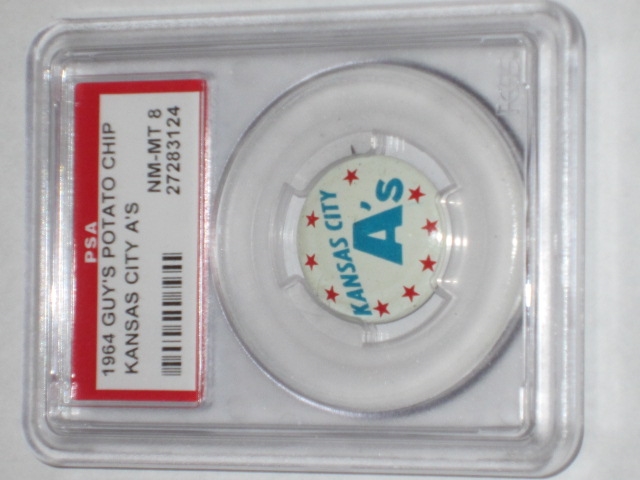 PSA
1964 GUY'S POTATO CHIP
KANSAS CITY A'S
NM-MT 8
27283124
KANSAS CITY
A's